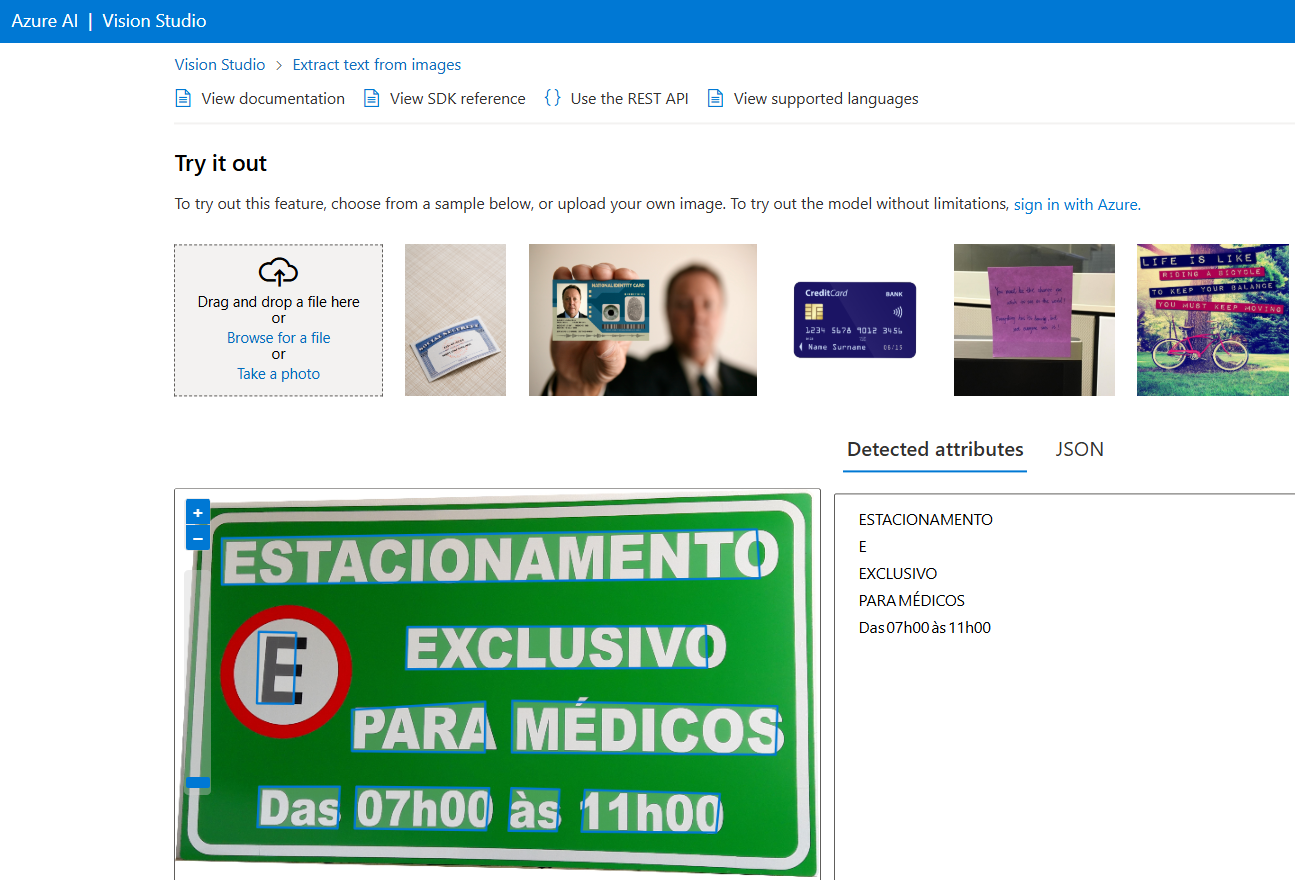 Azure AI | Vision Studio
Vision Studio > Extract text from images
View documentation View SDK reference {} Use the REST API View supported languages
Try it out
To try out this feature, choose from a sample below, or upload your own image. To try out the model without limitations, sign in with Azure.
Drag and drop a file here
or
Browse for a file
or
Take a photo
NATIONAL IDENTITY CARD
CreditCard BANK
1234 5678 9012 3456
Name Surname 06/15
LIFE IS LIKE
RIDING A BICYCLE
TO KEEP YOUR BALANCE
YOU MUST KEEP MOVING
Detected attributes JSON
+
−
ESTACIONAMENTO
E
EXCLUSIVO
PARA MÉDICOS
Das 07h00 às 11h00
ESTACIONAMENTO
E
EXCLUSIVO
PARA MÉDICOS
Das 07h00 às 11h00